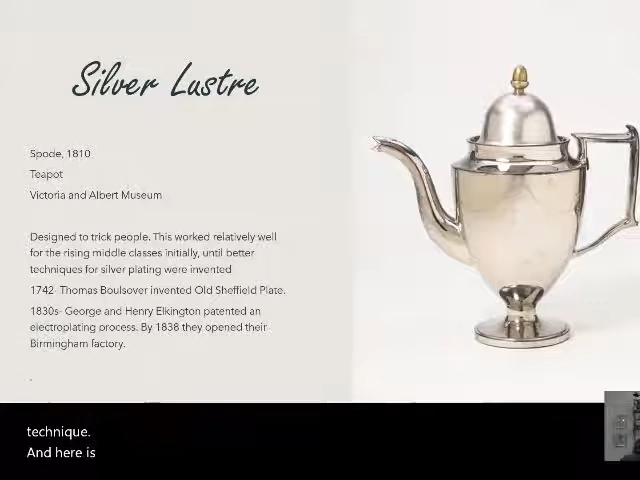 Silver Lustre
Spode, 1810
Teapot
Victoria and Albert Museum
Designed to trick people. This worked relatively well
for the rising middle classes initially, until better
techniques for silver plating were invented
1742- Thomas Boulsover invented Old Sheffield Plate.
1830s- George and Henry Elkington patented an
electroplating process. By 1838 they opened their
Birmingham factory.
.
technique.
And here is